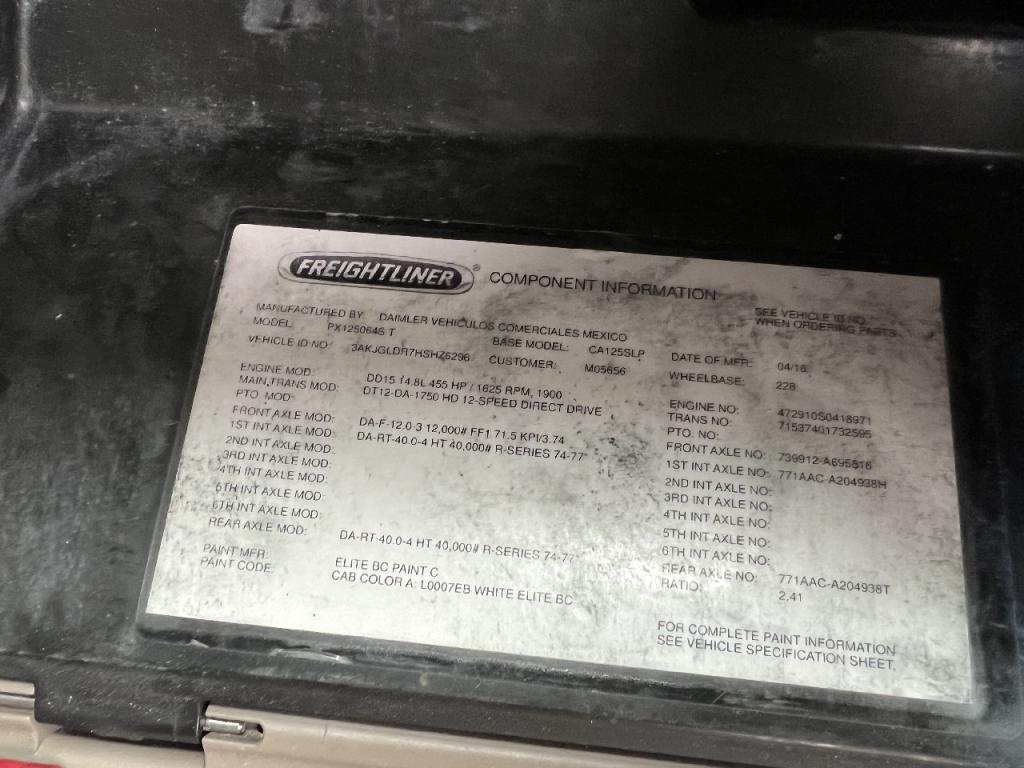 FREIGHTLINER® COMPONENT INFORMATION
SEE VEHICLE ID NO.
WHEN ORDERING PARTS
MANUFACTURED BY DAIMLER VEHICULOS COMERCIALES MEXICO
MODEL: PX125064S T BASE MODEL: CA125SLP DATE OF MFR: 04/16
VEHICLE ID NO: 3AKJGLDR7HSHZ6296 CUSTOMER: M05656 WHEELBASE: 228
ENGINE MOD: DD15 14.8L 455 HP / 1625 RPM, 1900 ENGINE NO: 472910S0418971
MAIN,TRANS MOD: DT12-DA-1750 HD 12-SPEED DIRECT DRIVE TRANS NO: 71537401732595
PTO. MOD: PTO. NO:
FRONT AXLE MOD: DA-F-12.0-3 12,000# FF1 71.5 KPI/3.74 FRONT AXLE NO: 739912-A695816
1ST INT AXLE MOD: DA-RT-40.0-4 HT 40,000# R-SERIES 74-77" 1ST INT AXLE NO: 771AAC-A204938H
2ND INT AXLE MOD: 2ND INT AXLE NO:
3RD INT AXLE MOD: 3RD INT AXLE NO:
4TH INT AXLE MOD: 4TH INT AXLE NO:
5TH INT AXLE MOD: 5TH INT AXLE NO:
6TH INT AXLE MOD: 6TH INT AXLE NO:
REAR AXLE MOD: DA-RT-40.0-4 HT 40,000# R-SERIES 74-77" REAR AXLE NO: 771AAC-A204938T
RATIO: 2.41
PAINT MFR: ELITE BC PAINT C
PAINT CODE: CAB COLOR A: L0007EB WHITE ELITE BC
FOR COMPLETE PAINT INFORMATION
SEE VEHICLE SPECIFICATION SHEET.